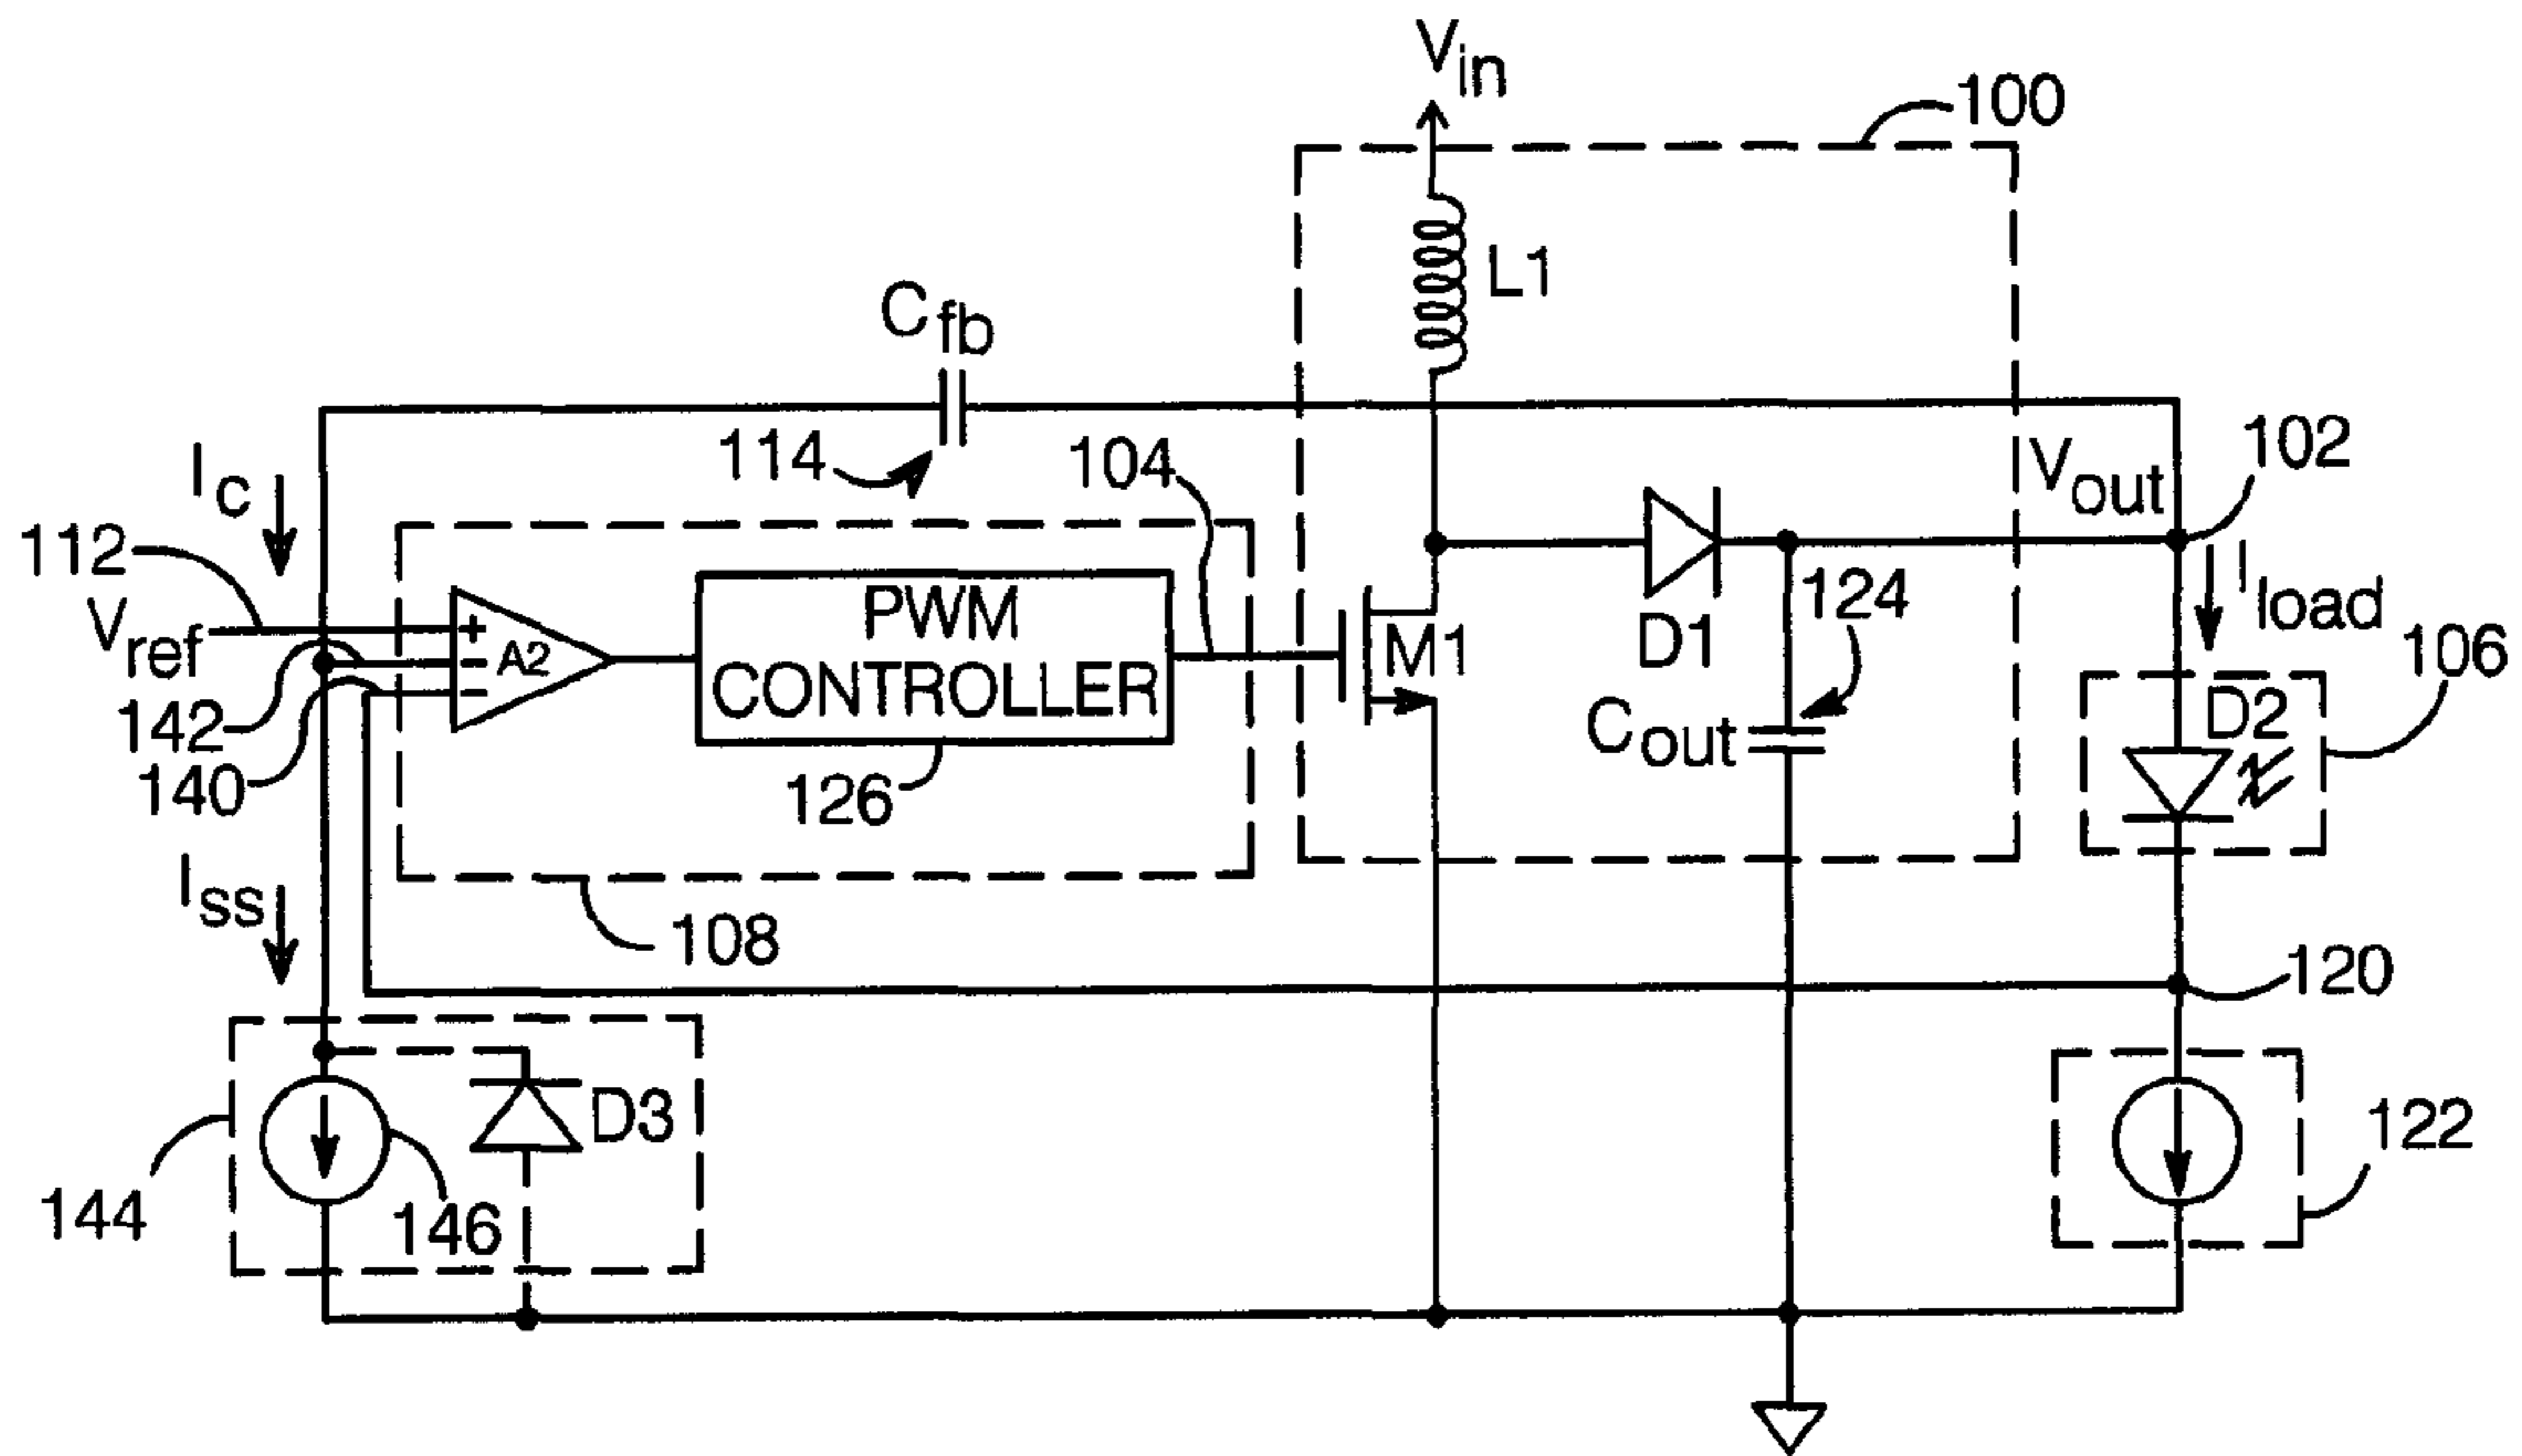 Vin
100
L1
Cfb
114
104
102
Vout
Ic
112
Vref
+
−
−
A2
PWM
CONTROLLER
M1
D1
124
Iload
106
142
140
126
Cout
D2
Iss
108
120
D3
144
146
122